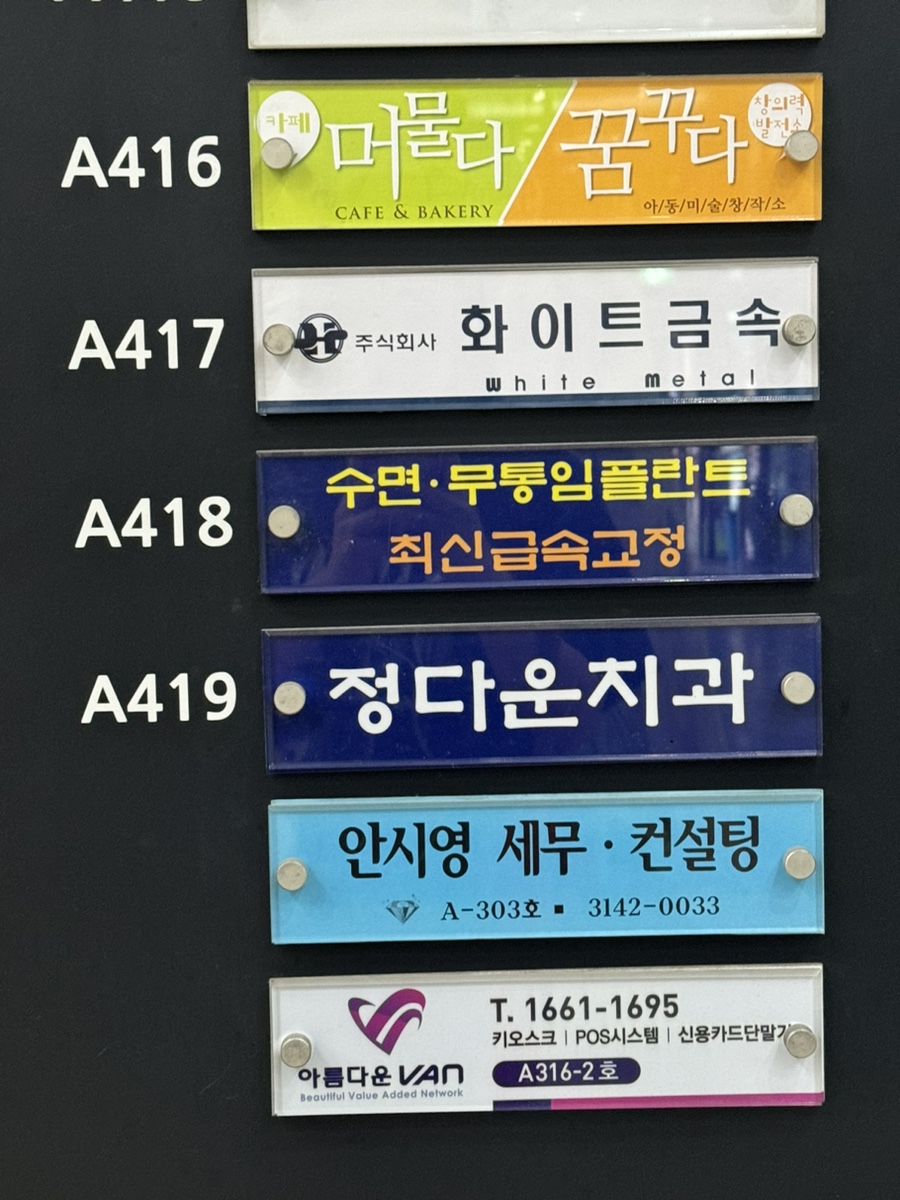 A416
카페
머물다
CAFE & BAKERY
꿈꾸다
창의력
발전소
아/동/미/술/창/작/소
A417
주식회사 화이트금속
White Metal
A418
수면·무통임플란트
최신급속교정
A419
정다운치과
안시영 세무·컨설팅
A-303호 ▪ 3142-0033
T. 1661-1695
키오스크 | POS시스템 | 신용카드단말기
A316-2호
아름다운 VAN
Beautiful Value Added Network